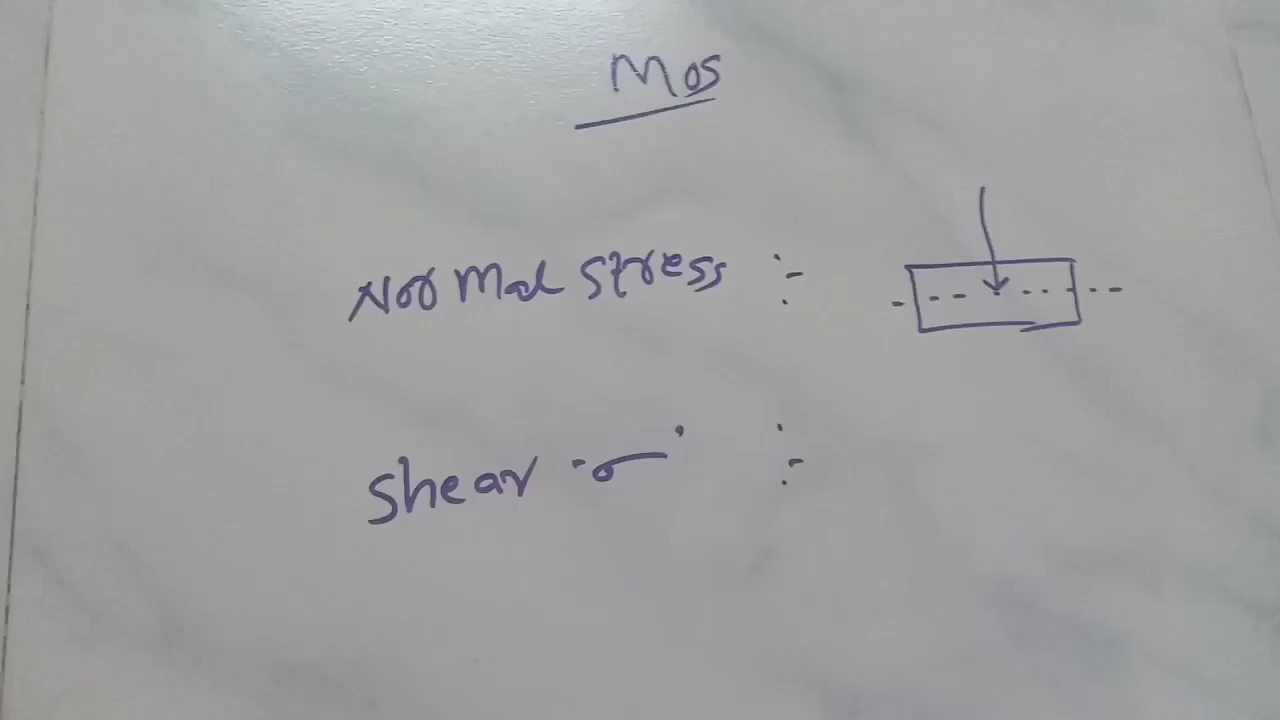 Mos
Normal stress :-
Shear -σ :-